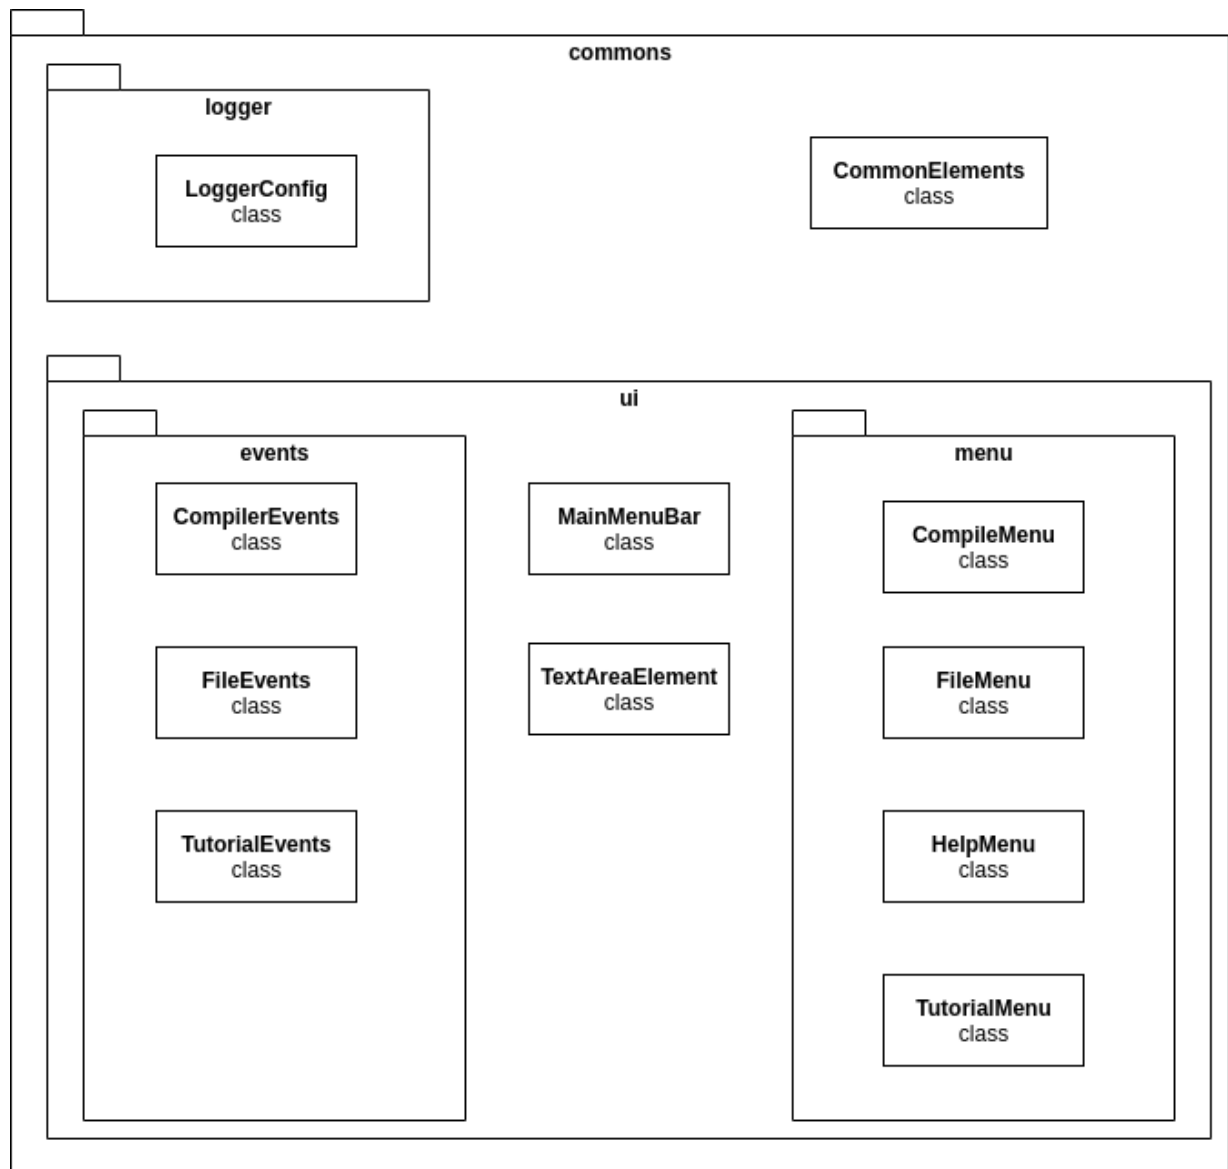 commons
logger
LoggerConfig
class
CommonElements
class
ui
events
CompilerEvents
class
FileEvents
class
TutorialEvents
class
MainMenuBar
class
TextAreaElement
class
menu
CompileMenu
class
FileMenu
class
HelpMenu
class
TutorialMenu
class